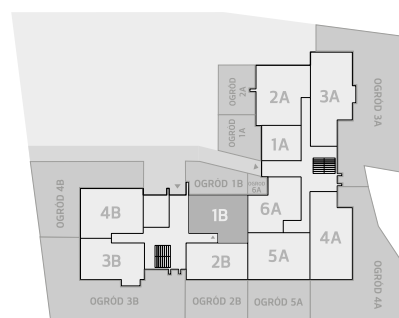 OGRÓD
2A
2A
3A
OGRÓD 3A
OGRÓD
1A
1A
OGRÓD 4B
OGRÓD 1B
OGRÓD
6A
4B
1B
6A
4A
3B
2B
5A
OGRÓD 3B
OGRÓD 2B
OGRÓD 5A
OGRÓD 4A